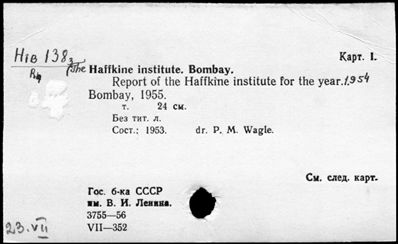 Карт. I.
HIB 138
The Haffkine institute. Bombay.
Report of the Haffkine institute for the year. 1954
Bombay, 1955.
т. 24 см.
Без тит. л.
Сост.: 1953. dr. P. M. Wagle.
См. след. карт.
Гос. б-ка СССР
им. В. И. Ленина.
3755—56
VII—352
23.VII